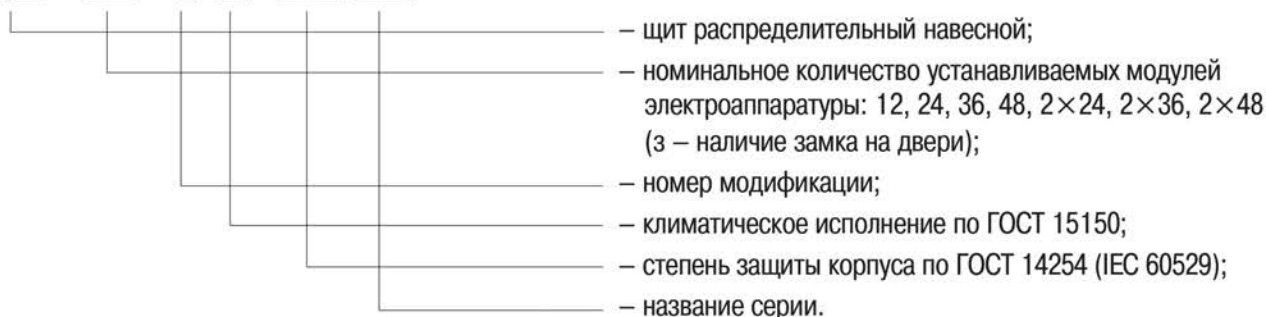 – щит распределительный навесной;
– номинальное количество устанавливаемых модулей
электроаппаратуры: 12, 24, 36, 48, 2×24, 2×36, 2×48
(з – наличие замка на двери);
– номер модификации;
– климатическое исполнение по ГОСТ 15150;
– степень защиты корпуса по ГОСТ 14254 (IEC 60529);
– название серии.